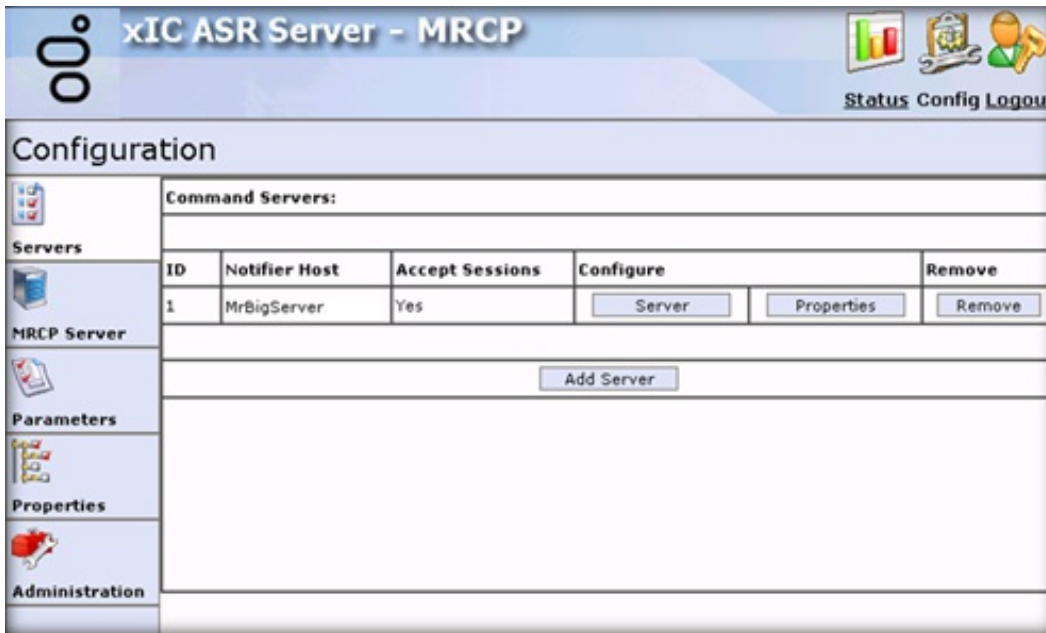 xIC ASR Server - MRCP
Status Config Logou
Configuration
Servers
MRCP Server
Parameters
Properties
Administration
Command Servers:
ID Notifier Host Accept Sessions Configure Remove
1 MrBigServer Yes Server Properties Remove
Add Server